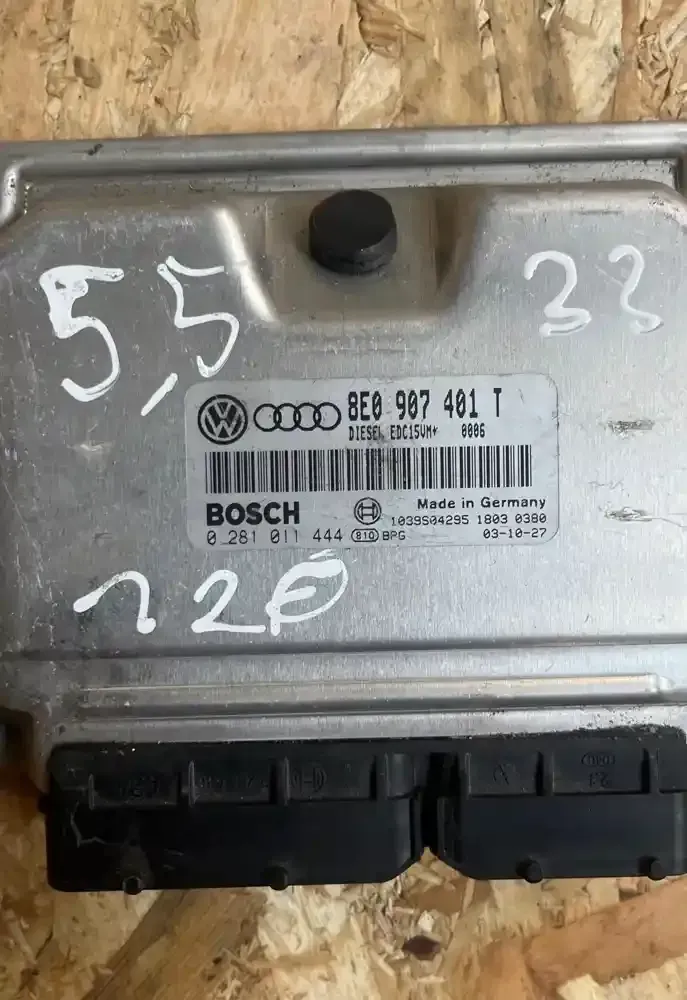 5,5
33
8E0 907 401 T
DIESEL EDC15VM+ 0006
BOSCH
Made in Germany
1039S04295 1803 0380
0 281 011 444 810 BPG 03-10-27